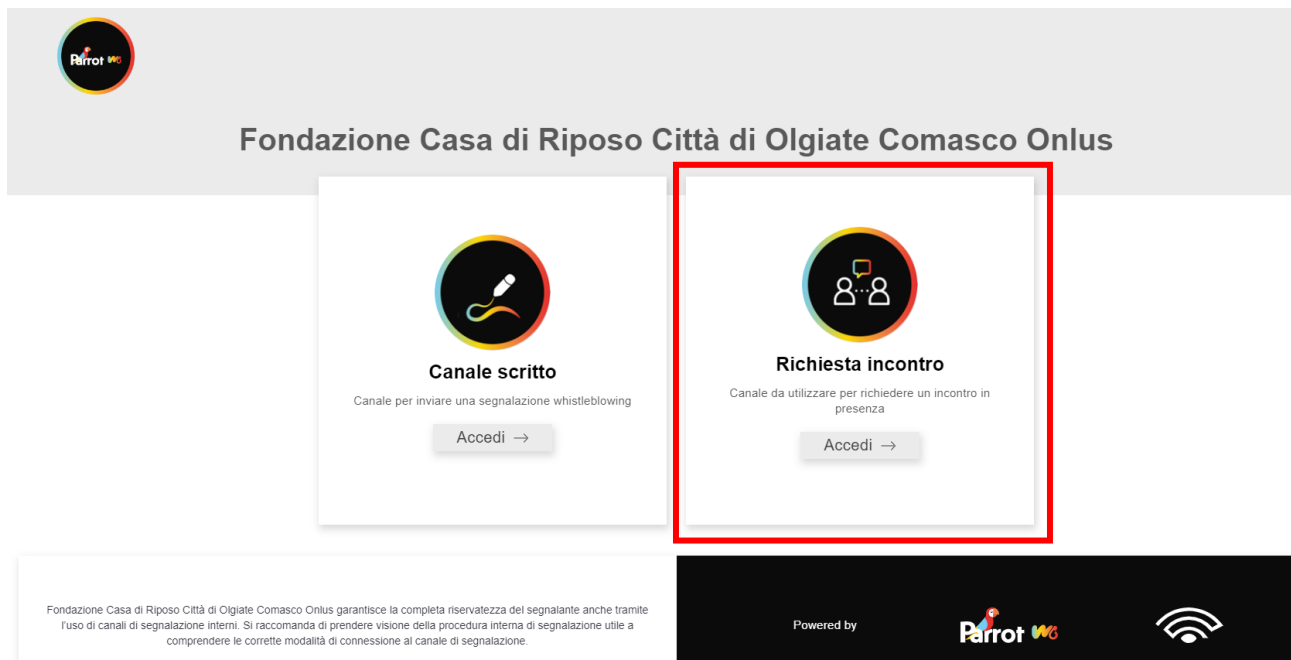 Parrot WB
Fondazione Casa di Riposo Città di Olgiate Comasco Onlus
Canale scritto
Canale per inviare una segnalazione whistleblowing
Accedi →
Richiesta incontro
Canale da utilizzare per richiedere un incontro in
presenza
Accedi →
Fondazione Casa di Riposo Città di Olgiate Comasco Onlus garantisce la completa riservatezza del segnalante anche tramite
l'uso di canali di segnalazione interni. Si raccomanda di prendere visione della procedura interna di segnalazione utile a
comprendere le corrette modalità di connessione al canale di segnalazione.
Powered by
Parrot WB